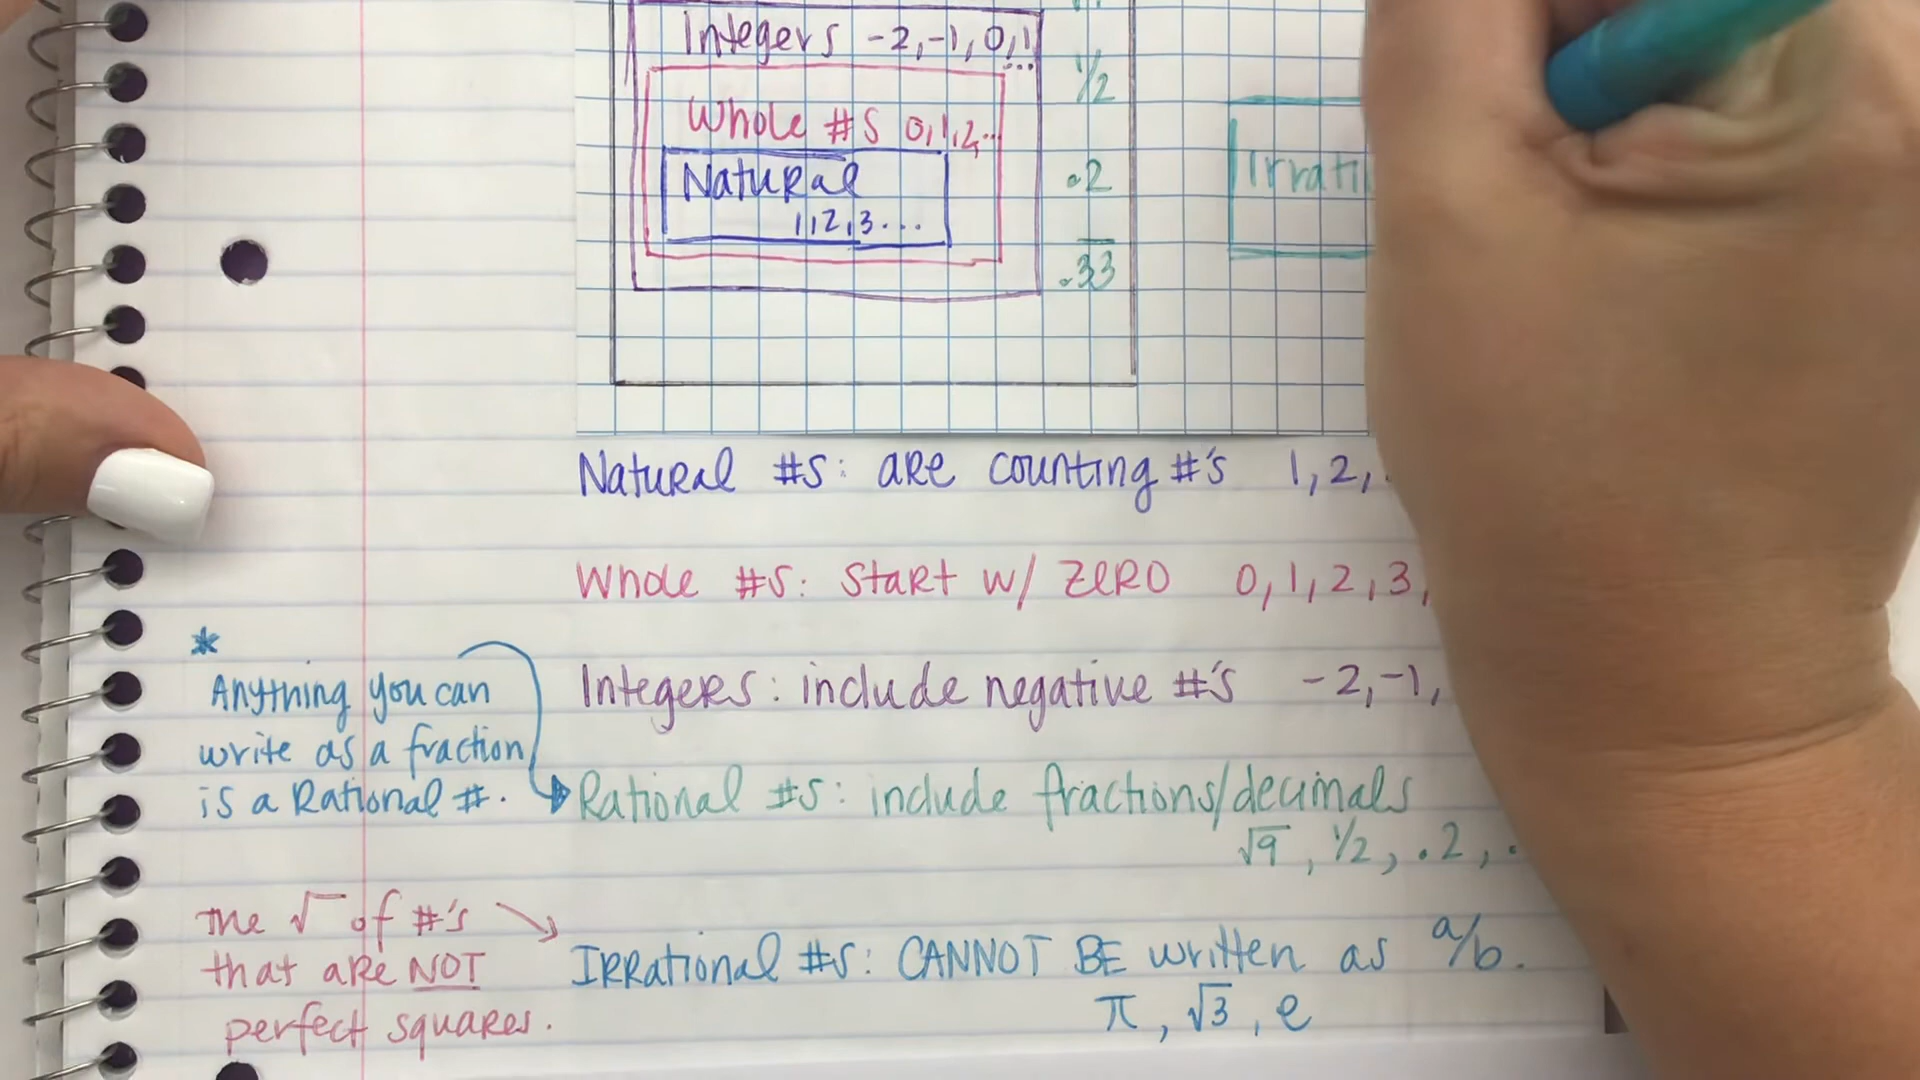 Integers -2,-1,0,1...
1/2
Whole #s 0,1,2...
Natural
.2
1,2,3...
.33
Natural #s: are counting #'s 1,2,
Whole #s: Start w/ ZERO 0,1,2,3,
*
Integers: include negative #'s -2,-1,
Anything you can
write as a fraction
is a Rational #.
Rational #s: include fractions/decimals
√9, 1/2, .2, .
The √ of #'s
that are NOT
perfect squares.
Irrational #s: CANNOT BE written as a/b.
π, √3, e